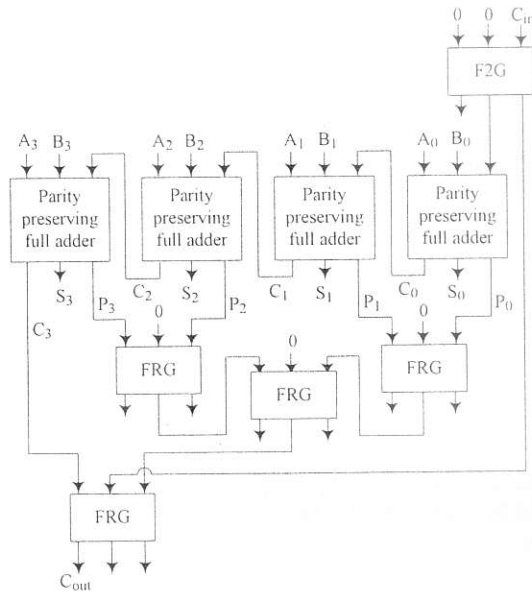 0 0 Cin
F2G
A3 B3 A2 B2 A1 B1 A0 B0
Parity preserving full adder
Parity preserving full adder
Parity preserving full adder
Parity preserving full adder
C3 S3 P3 C2 S2 P2 C1 S1 P1 C0 S0 P0
0 0 0
FRG
FRG
FRG
FRG
Cout